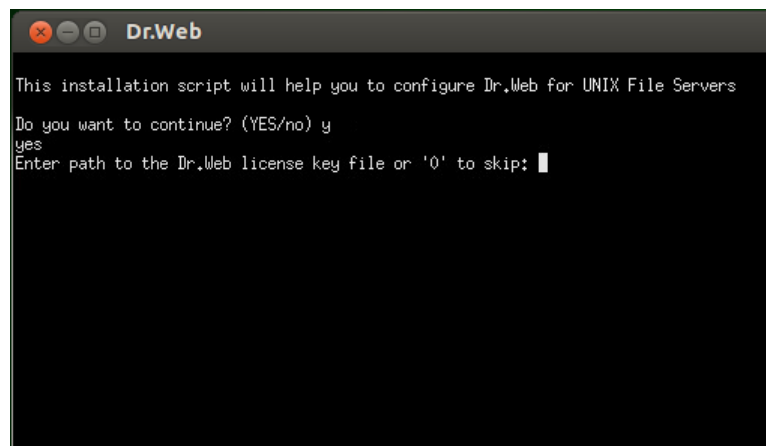 Dr.Web
This installation script will help you to configure Dr.Web for UNIX File Servers
Do you want to continue? (YES/no) y
yes
Enter path to the Dr.Web license key file or '0' to skip: